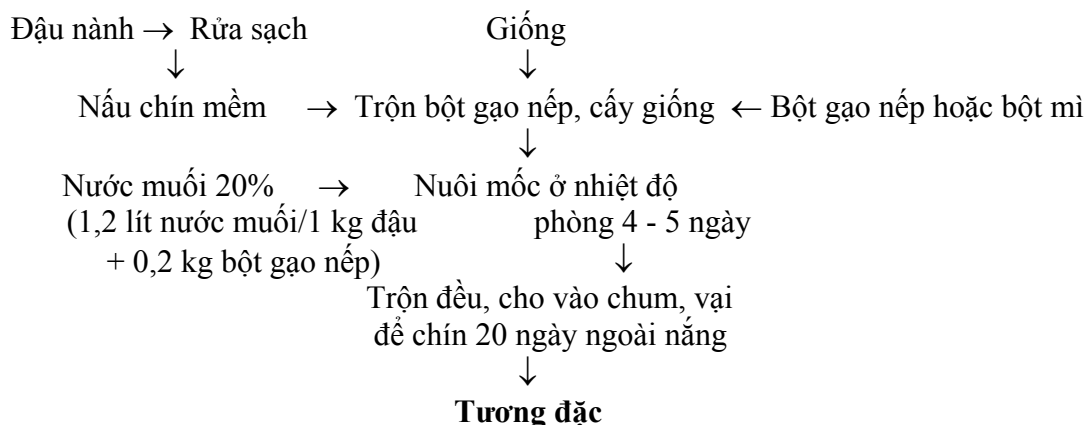 Đậu nành → Rửa sạch Giống
↓ ↓
Nấu chín mềm → Trộn bột gạo nếp, cấy giống ← Bột gạo nếp hoặc bột mì
↓
Nước muối 20% → Nuôi mốc ở nhiệt độ
(1,2 lít nước muối/1 kg đậu phòng 4 - 5 ngày
+ 0,2 kg bột gạo nếp) ↓
Trộn đều, cho vào chum, vại
để chín 20 ngày ngoài nắng
↓
Tương đặc